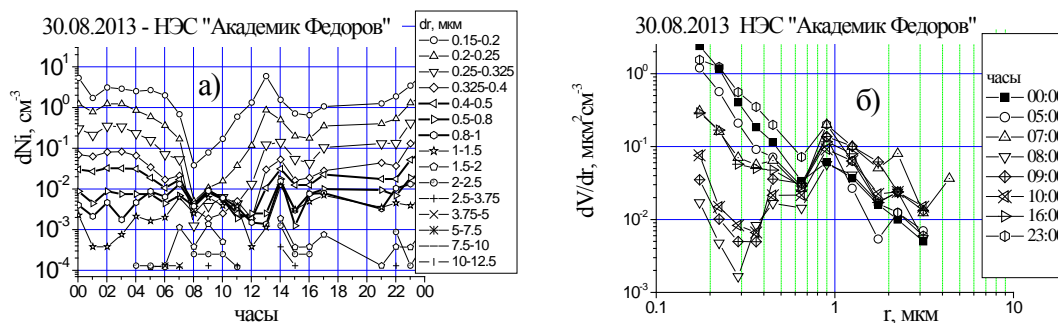 30.08.2013 - НЭС "Академик Федоров"
dr, мкм
0.15-0.2
0.2-0.25
0.25-0.325
0.325-0.4
0.4-0.5
0.5-0.8
0.8-1
1-1.5
1.5-2
2-2.5
2.5-3.75
3.75-5
5-7.5
7.5-10
10-12.5
а)
dNi, см-3
10^1
10^0
10^-1
10^-2
10^-3
10^-4
00 02 04 06 08 10 12 14 16 18 20 22 00
часы
30.08.2013 НЭС "Академик Федоров"
часы
00:00
05:00
07:00
08:00
09:00
10:00
16:00
23:00
б)
dV/dr, мкм2см-3
10^0
10^-1
10^-2
10^-3
0.1 1 10
r, мкм